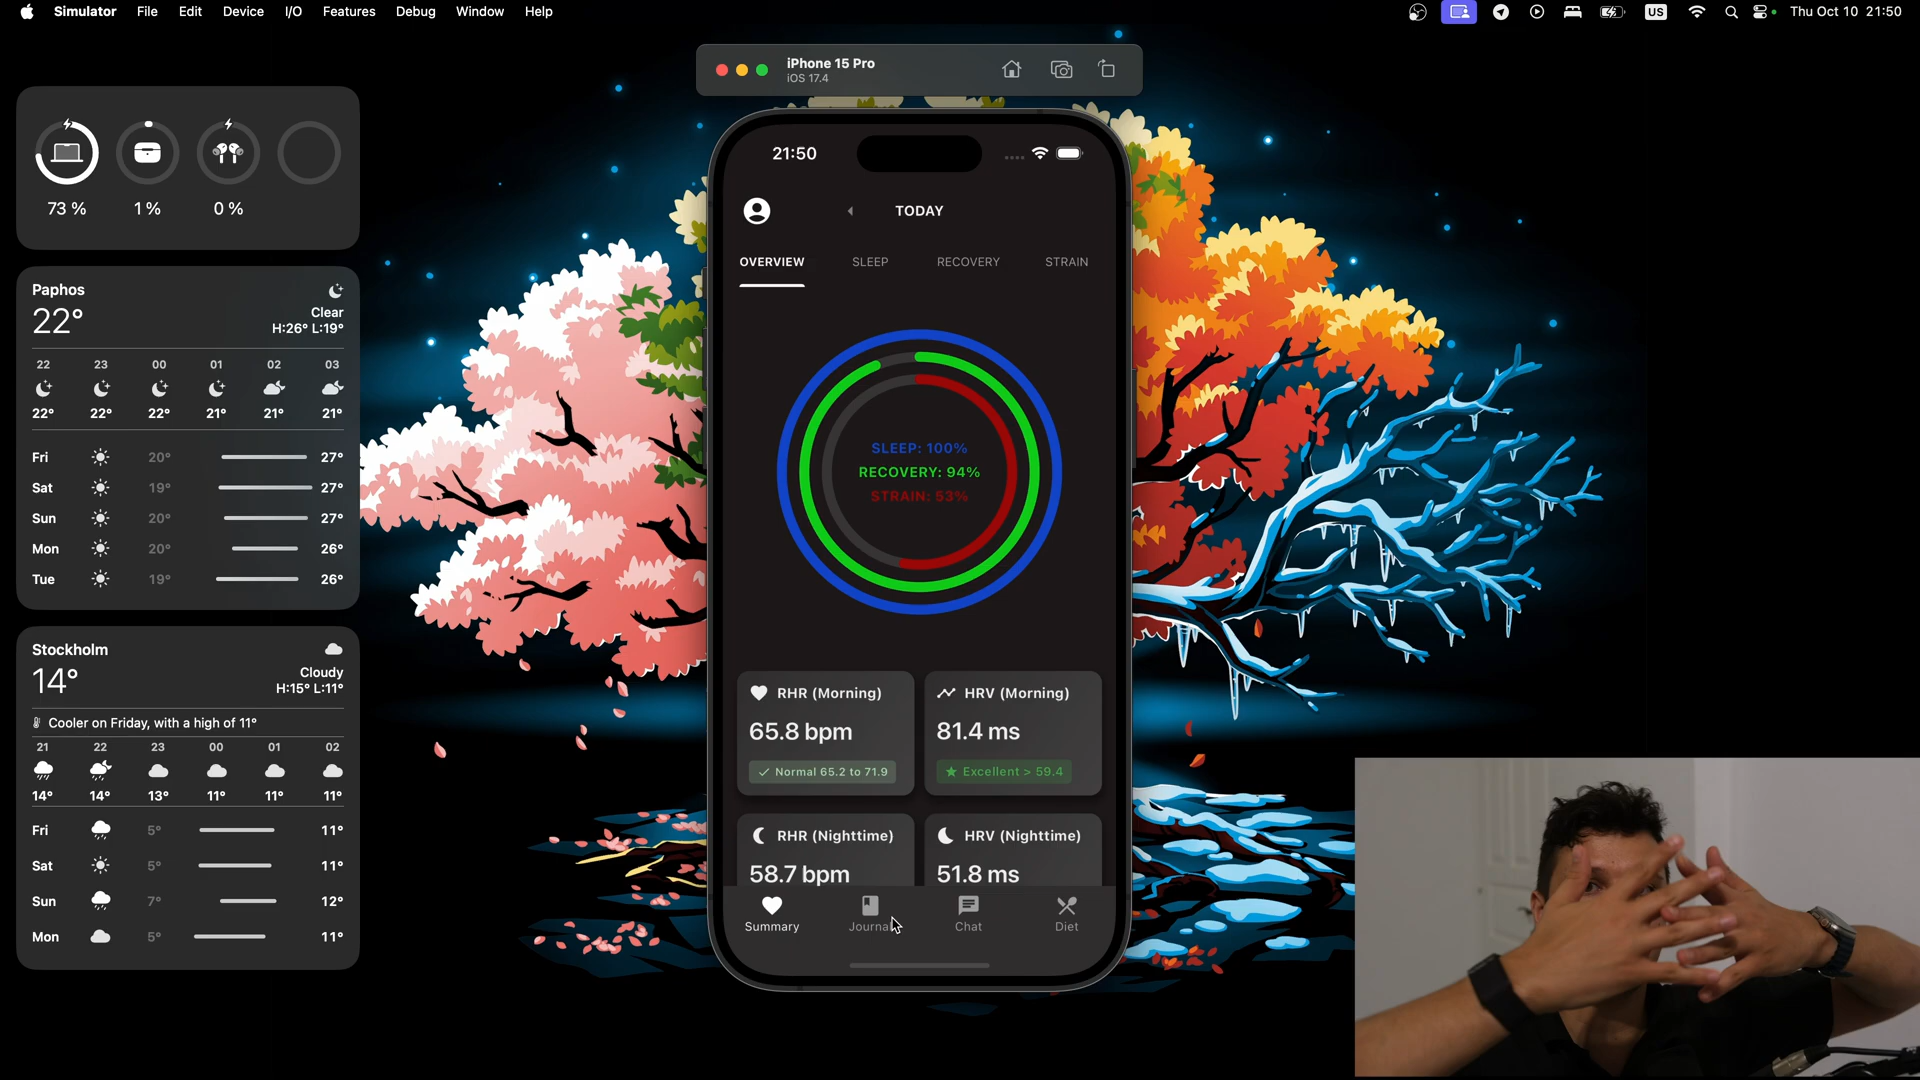 Simulator File Edit Device I/O Features Debug Window Help
US Thu Oct 10 21:50
iPhone 15 Pro
iOS 17.4
73 % 1 % 0 %
Paphos
22°
Clear
H:26° L:19°
22 23 00 01 02 03
22° 22° 22° 21° 21° 21°
Fri 20° 27°
Sat 19° 27°
Sun 20° 27°
Mon 20° 26°
Tue 19° 26°
Stockholm
14°
Cloudy
H:15° L:11°
Cooler on Friday, with a high of 11°
21 22 23 00 01 02
14° 14° 13° 11° 11° 11°
Fri 5° 11°
Sat 5° 11°
Sun 7° 12°
Mon 5° 11°
21:50
TODAY
OVERVIEW SLEEP RECOVERY STRAIN
SLEEP: 100%
RECOVERY: 94%
STRAIN: 53%
RHR (Morning)
65.8 bpm
Normal 65.2 to 71.9
HRV (Morning)
81.4 ms
Excellent > 59.4
RHR (Nighttime)
58.7 bpm
HRV (Nighttime)
51.8 ms
Summary Journal Chat Diet